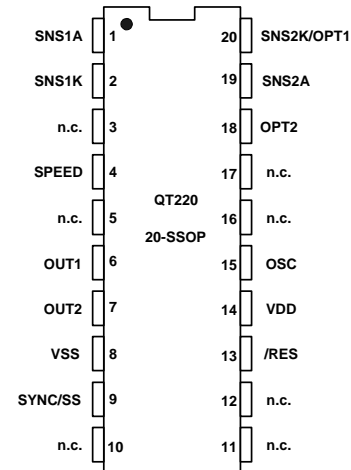 SNS1A 1 20 SNS2K/OPT1
SNS1K 2 19 SNS2A
n.c. 3 18 OPT2
SPEED 4 17 n.c.
QT220
n.c. 5 16 n.c.
20-SSOP
OUT1 6 15 OSC
OUT2 7 14 VDD
VSS 8 13 /RES
SYNC/SS 9 12 n.c.
n.c. 10 11 n.c.